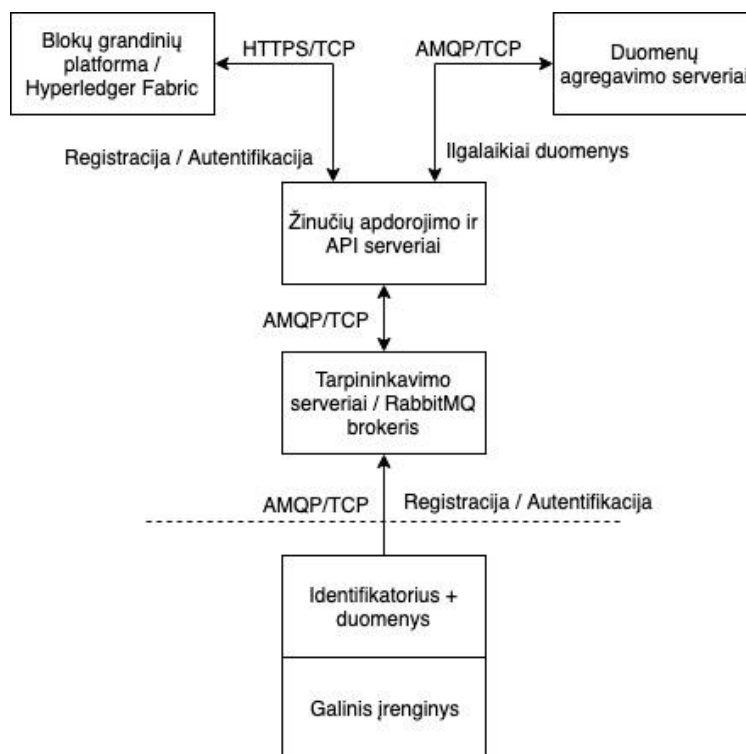 Blokų grandinių
platforma /
Hyperledger Fabric
HTTPS/TCP
AMQP/TCP
Duomenų
agregavimo serveriai
Registracija / Autentifikacija
Ilgalaikiai duomenys
Žinučių apdorojimo ir
API serveriai
AMQP/TCP
Tarpininkavimo
serveriai / RabbitMQ
brokeris
AMQP/TCP
Registracija / Autentifikacija
Identifikatorius +
duomenys
Galinis įrenginys